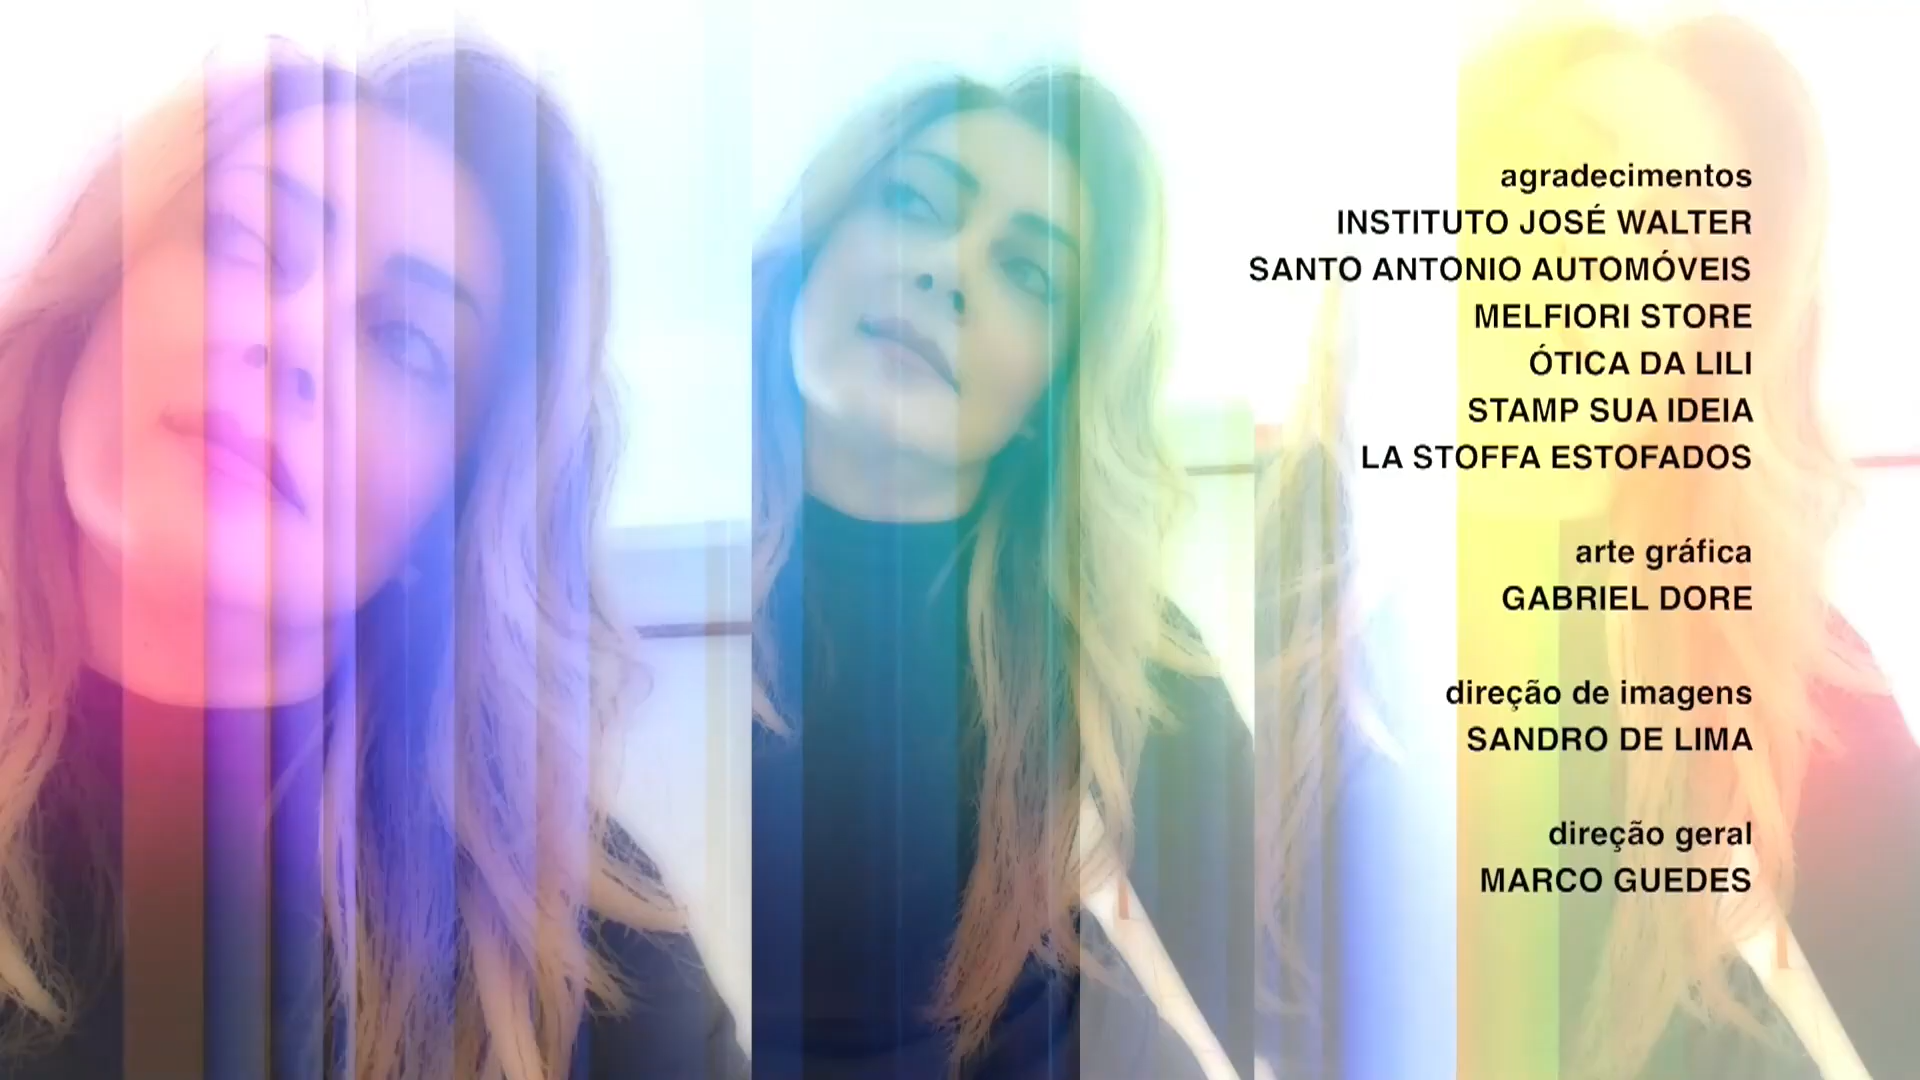 agradecimentos
INSTITUTO JOSÉ WALTER
SANTO ANTONIO AUTOMÓVEIS
MELFIORI STORE
ÓTICA DA LILI
STAMP SUA IDEIA
LA STOFFA ESTOFADOS
arte gráfica
GABRIEL DORE
direção de imagens
SANDRO DE LIMA
direção geral
MARCO GUEDES